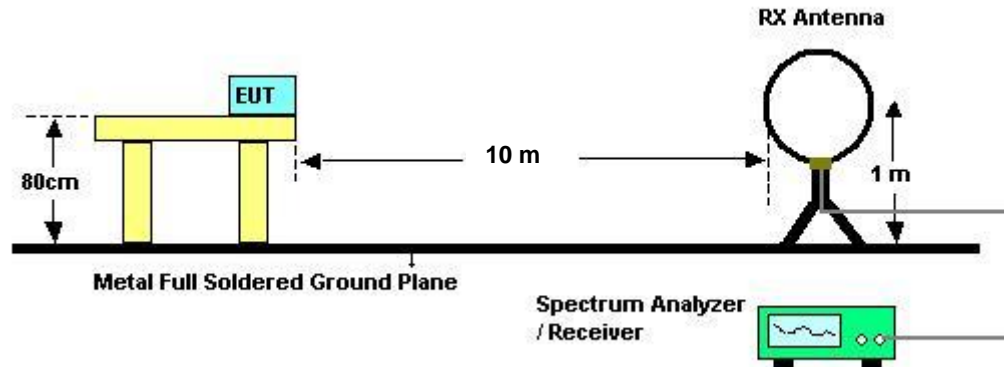 RX Antenna
EUT
10 m
80cm
1 m
Metal Full Soldered Ground Plane
Spectrum Analyzer
/ Receiver